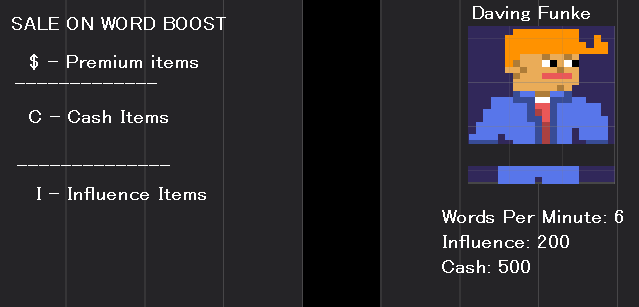 SALE ON WORD BOOST
$ - Premium items
-------------
C - Cash Items
--------------
I - Influence Items
Daving Funke
Words Per Minute: 6
Influence: 200
Cash: 500